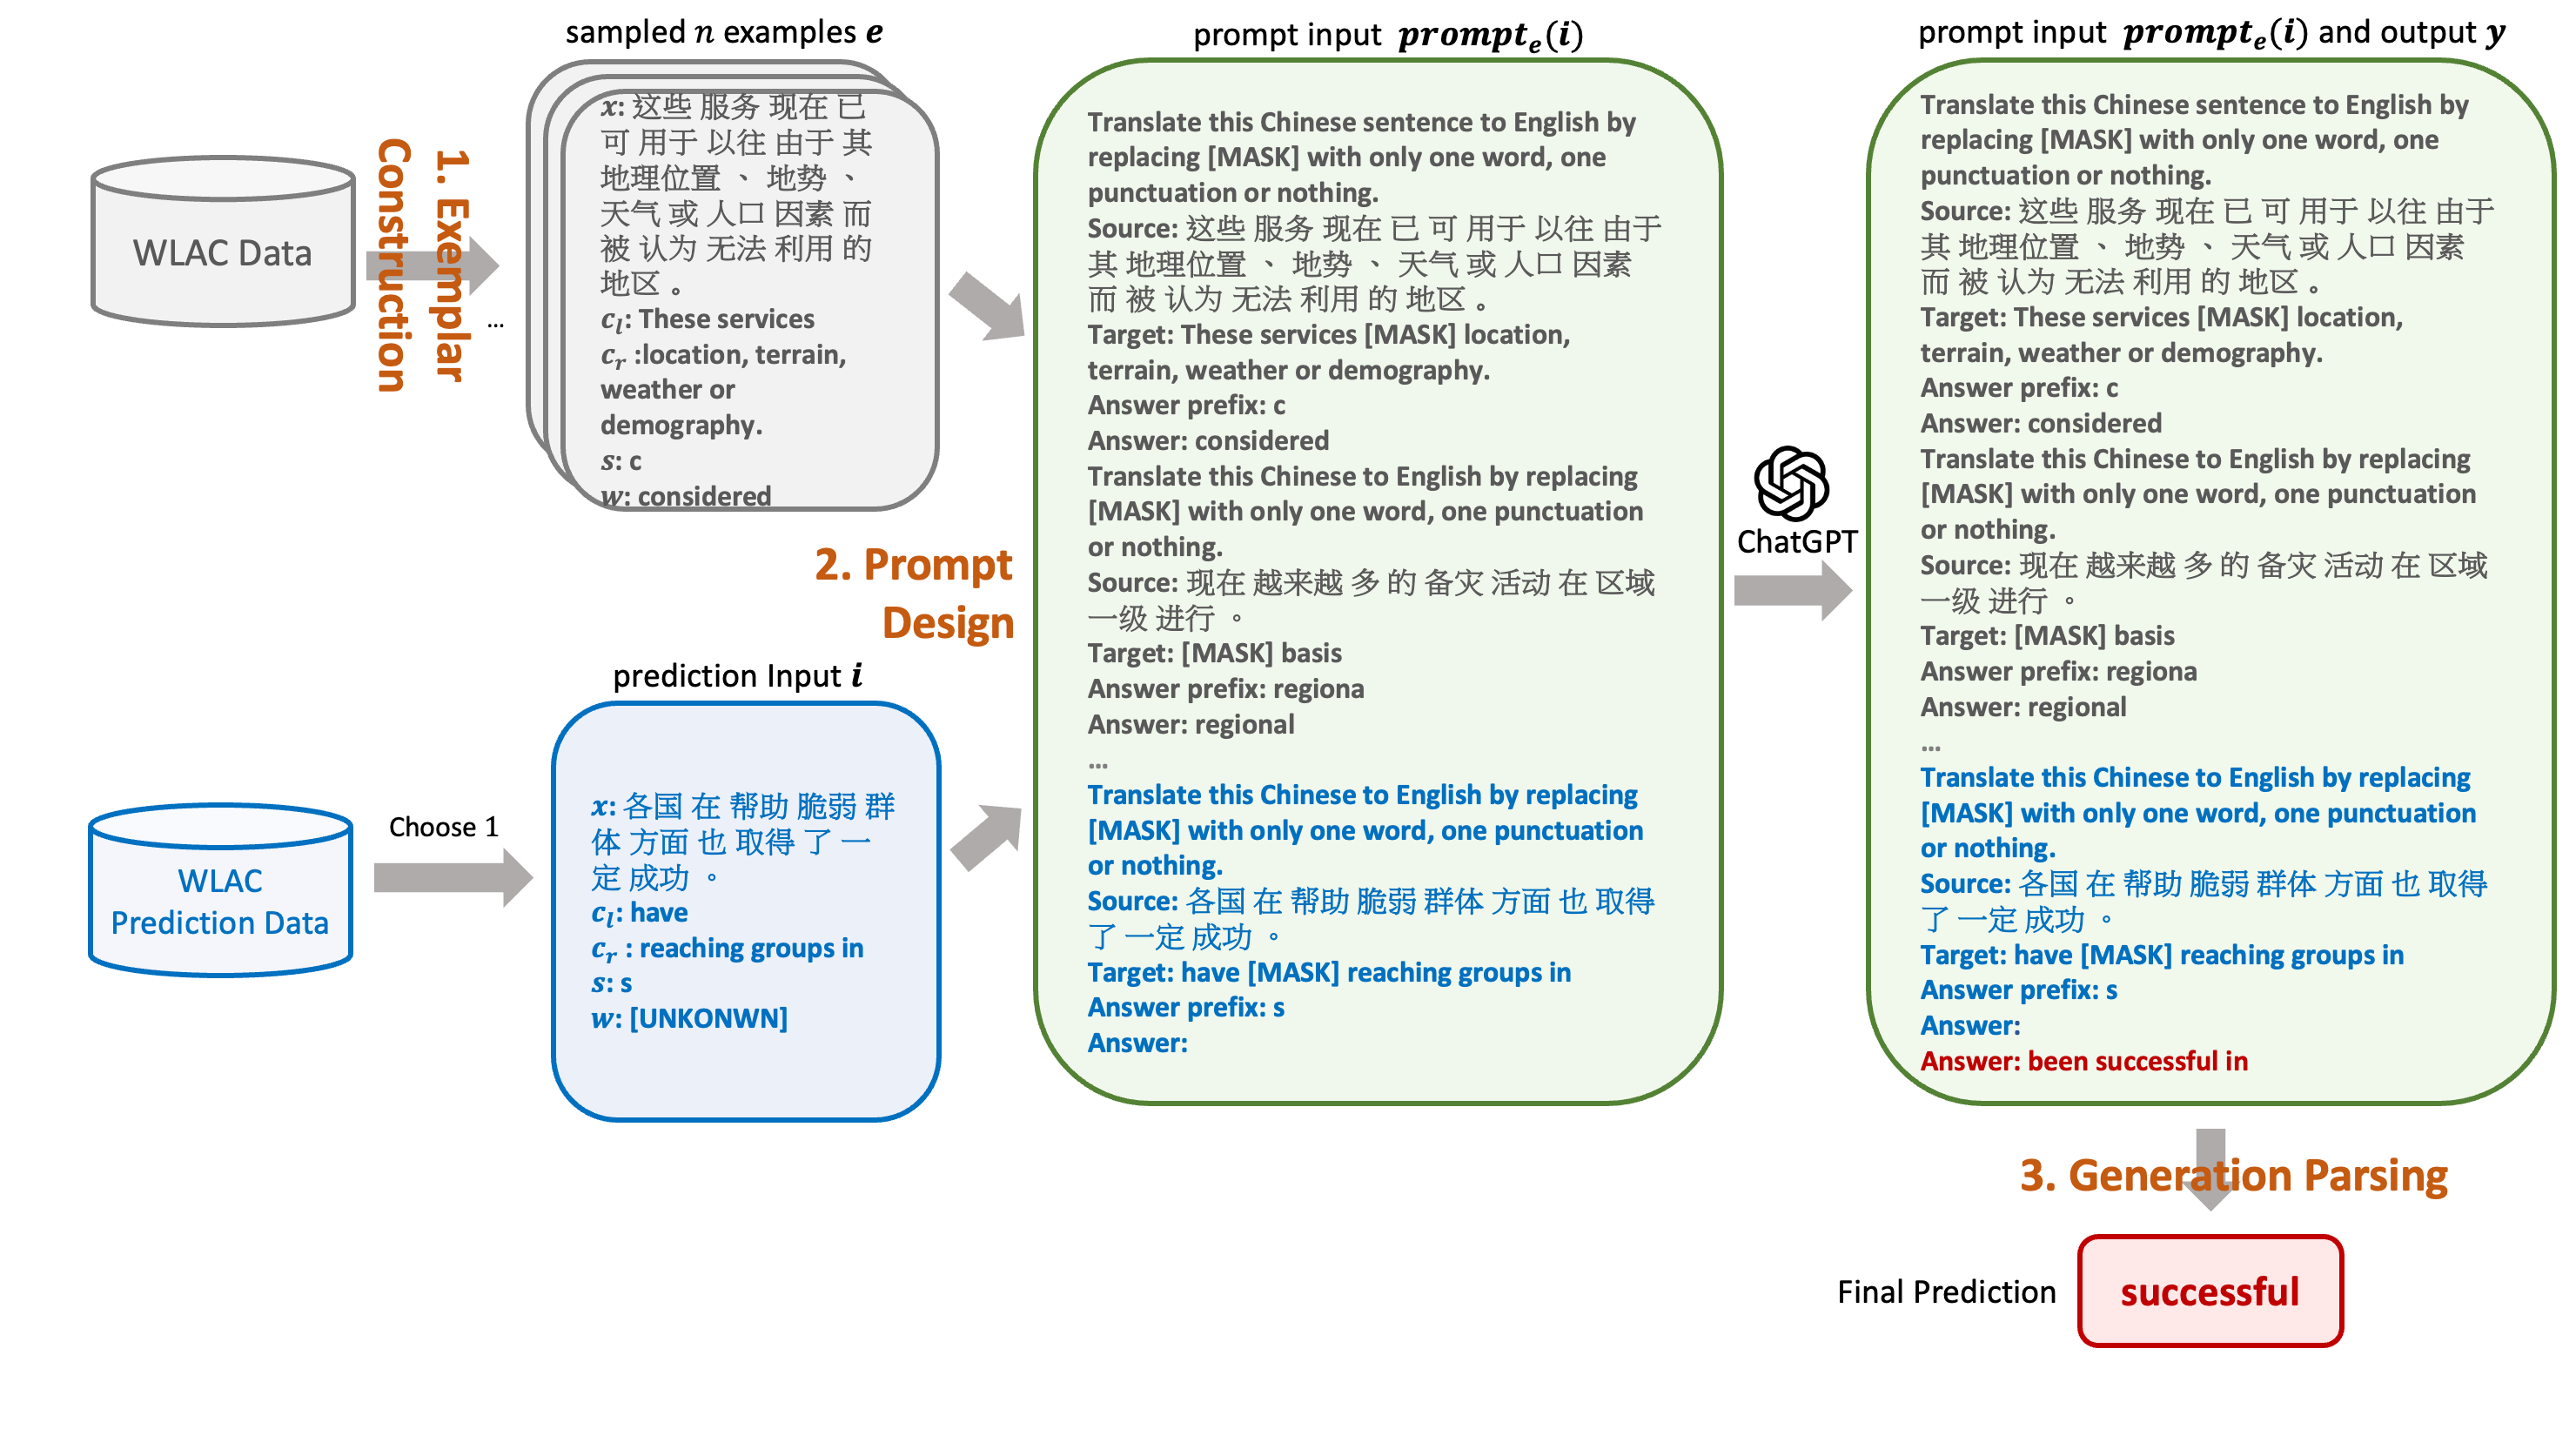 WLAC Data
1. Exemplar
Construction
...
sampled n examples e
x: 这些 服务 现在 已
可 用于 以往 由于 其
地理位置 、 地势 、
天气 或 人口 因素 而
被 认为 无法 利用 的
地区 。
c_l: These services
c_r :location, terrain,
weather or
demography.
s: c
w: considered
2. Prompt
Design
WLAC
Prediction Data
Choose 1
prediction Input i
x: 各国 在 帮助 脆弱 群
体 方面 也 取得 了 一
定 成功 。
c_l: have
c_r : reaching groups in
s: s
w: [UNKONWN]
prompt input prompt_e(i)
Translate this Chinese sentence to English by
replacing [MASK] with only one word, one
punctuation or nothing.
Source: 这些 服务 现在 已 可 用于 以往 由于
其 地理位置 、 地势 、 天气 或 人口 因素
而 被 认为 无法 利用 的 地区 。
Target: These services [MASK] location,
terrain, weather or demography.
Answer prefix: c
Answer: considered
Translate this Chinese to English by replacing
[MASK] with only one word, one punctuation
or nothing.
Source: 现在 越来越 多 的 备灾 活动 在 区域
一级 进行 。
Target: [MASK] basis
Answer prefix: regiona
Answer: regional
...
Translate this Chinese to English by replacing
[MASK] with only one word, one punctuation
or nothing.
Source: 各国 在 帮助 脆弱 群体 方面 也 取得
了 一定 成功 。
Target: have [MASK] reaching groups in
Answer prefix: s
Answer:
ChatGPT
prompt input prompt_e(i) and output y
Translate this Chinese sentence to English by
replacing [MASK] with only one word, one
punctuation or nothing.
Source: 这些 服务 现在 已 可 用于 以往 由于
其 地理位置 、 地势 、 天气 或 人口 因素
而 被 认为 无法 利用 的 地区 。
Target: These services [MASK] location,
terrain, weather or demography.
Answer prefix: c
Answer: considered
Translate this Chinese to English by replacing
[MASK] with only one word, one punctuation
or nothing.
Source: 现在 越来越 多 的 备灾 活动 在 区域
一级 进行 。
Target: [MASK] basis
Answer prefix: regiona
Answer: regional
...
Translate this Chinese to English by replacing
[MASK] with only one word, one punctuation
or nothing.
Source: 各国 在 帮助 脆弱 群体 方面 也 取得
了 一定 成功 。
Target: have [MASK] reaching groups in
Answer prefix: s
Answer:
Answer: been successful in
3. Generation Parsing
Final Prediction
successful